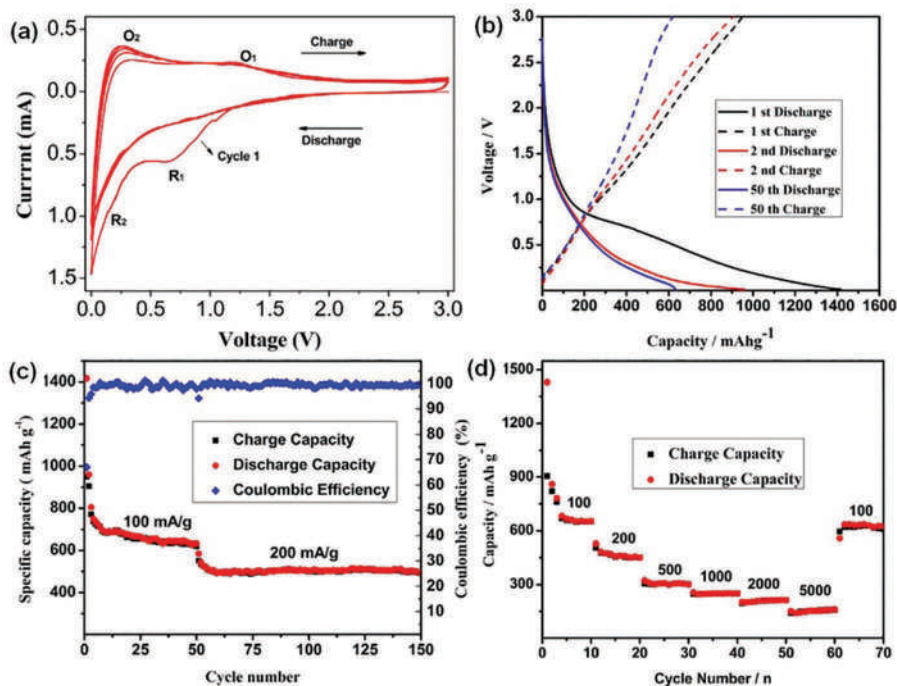 (a)
0.5
0.0
0.5
1.0
1.5
Currrnt (mA)
O2
O1
Charge
Discharge
Cycle 1
R1
R2
0.0 0.5 1.0 1.5 2.0 2.5 3.0
Voltage (V)
(b)
3.0
2.5
2.0
1.5
1.0
0.5
Voltage / V
1 st Discharge
1 st Charge
2 nd Discharge
2 nd Charge
50 th Discharge
50 th Charge
0 200 400 600 800 1000 1200 1400 1600
Capacity / mAhg-1
(c)
1400
1200
1000
800
600
400
200
0
Specific capacity ( mAh g-1)
Charge Capacity
Discharge Capacity
Coulombic Efficiency
100 mA/g
200 mA/g
100
90
80
70
60
50
40
30
20
10
Coulombic efficiency (%)
0 25 50 75 100 125 150
Cycle number
(d)
1500
1200
900
600
300
0
Capacity / mAh g-1
Charge Capacity
Discharge Capacity
100
200
500
1000
2000
5000
100
0 10 20 30 40 50 60 70
Cycle Number / n